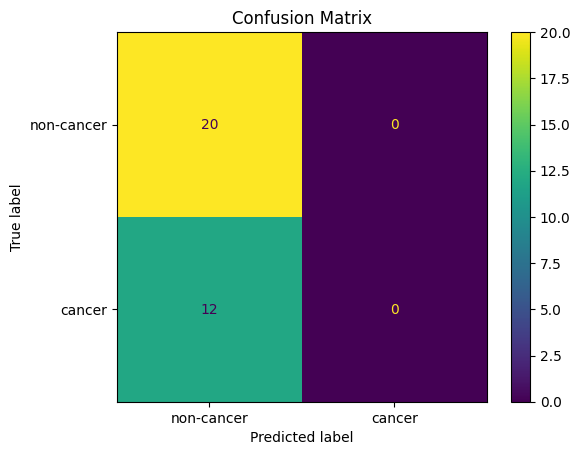 Confusion Matrix
True label
non-cancer
cancer
20
0
12
0
non-cancer
cancer
Predicted label
20.0
17.5
15.0
12.5
10.0
7.5
5.0
2.5
0.0